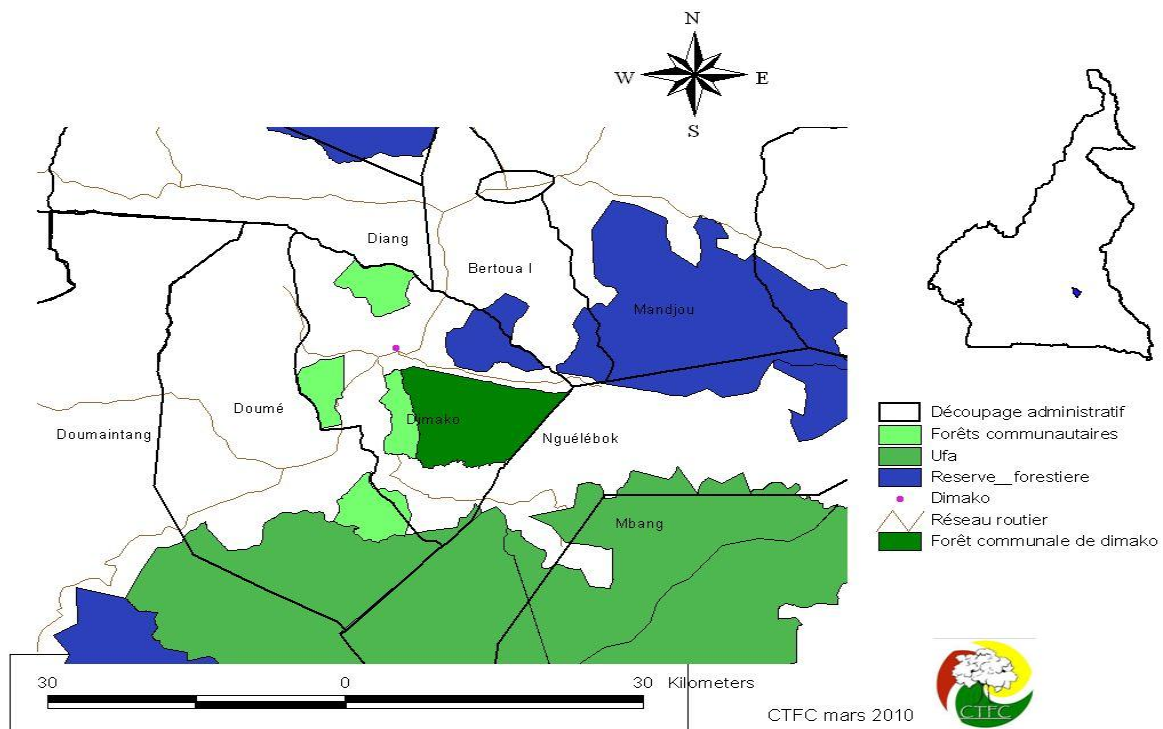 N
W E
S
Diang
Bertoua I
Mandjou
Doumé
Dimako
Doumaintang
Nguélébok
Mbang
Découpage administratif
Forêts communautaires
Ufa
Reserve__forestiere
Dimako
Réseau routier
Forêt communale de dimako
30 0 30 Kilometers
CTFC mars 2010
CTFC